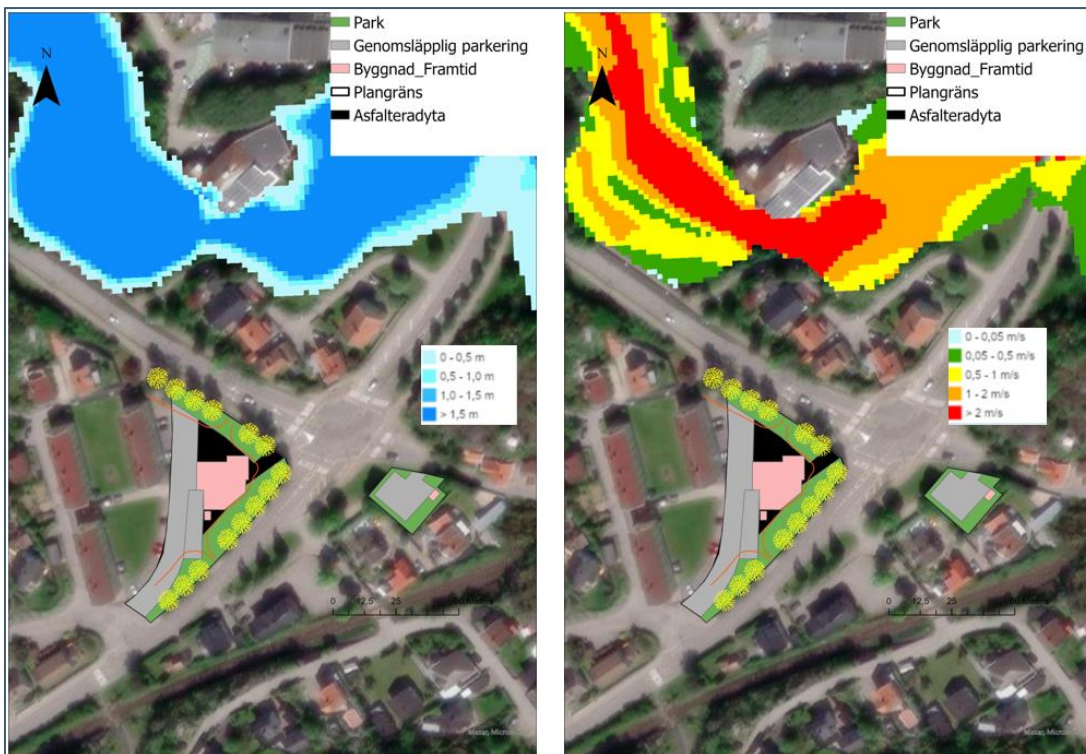 N
Park
Genomsläpplig parkering
Byggnad_Framtid
Plangräns
Asfalteradyta
0 - 0,5 m
0,5 - 1,0 m
1,0 - 1,5 m
> 1,5 m
0 12,5 25
N
Park
Genomsläpplig parkering
Byggnad_Framtid
Plangräns
Asfalteradyta
0 - 0,05 m/s
0,05 - 0,5 m/s
0,5 - 1 m/s
1 - 2 m/s
> 2 m/s
0 12,5 25